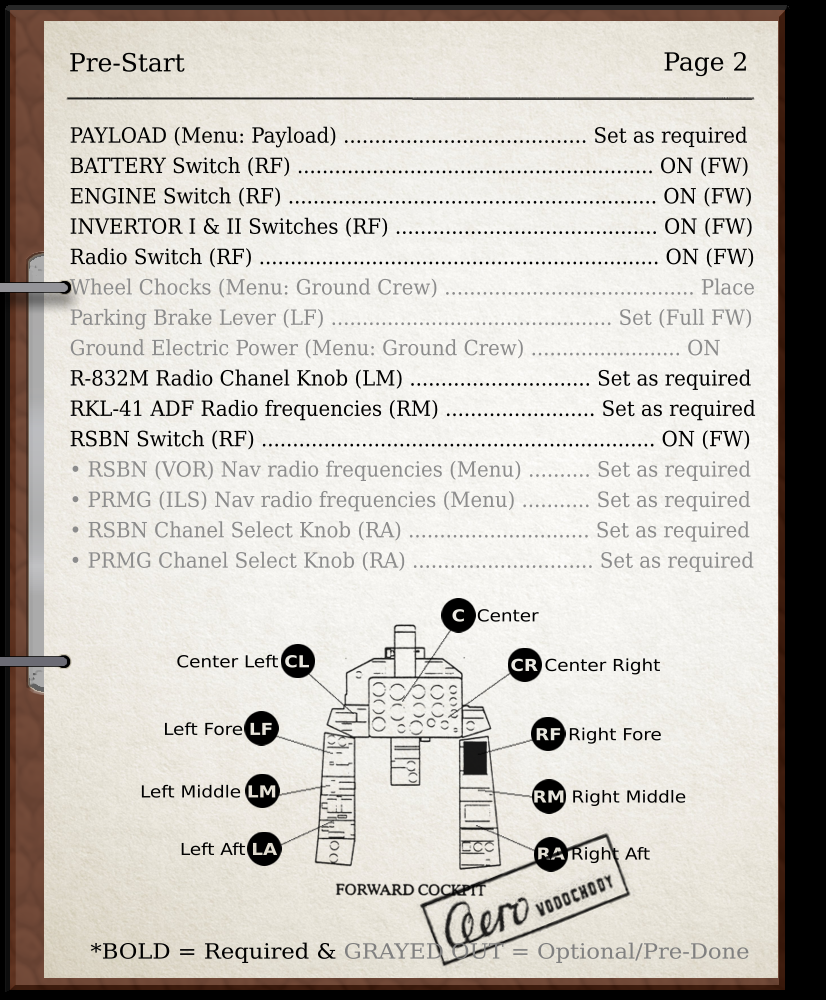 Pre-Start Page 2
PAYLOAD (Menu: Payload) ..................................... Set as required
BATTERY Switch (RF) ...................................................... ON (FW)
ENGINE Switch (RF) ........................................................ ON (FW)
INVERTOR I & II Switches (RF) ........................................ ON (FW)
Radio Switch (RF) ............................................................. ON (FW)
Wheel Chocks (Menu: Ground Crew) ...................................... Place
Parking Brake Lever (LF) ........................................... Set (Full FW)
Ground Electric Power (Menu: Ground Crew) ....................... ON
R-832M Radio Chanel Knob (LM) ............................ Set as required
RKL-41 ADF Radio frequencies (RM) ....................... Set as required
RSBN Switch (RF) ............................................................ ON (FW)
• RSBN (VOR) Nav radio frequencies (Menu) .......... Set as required
• PRMG (ILS) Nav radio frequencies (Menu) ........... Set as required
• RSBN Chanel Select Knob (RA) ............................ Set as required
• PRMG Chanel Select Knob (RA) ............................ Set as required
C Center
Center Left CL
CR Center Right
Left Fore LF
RF Right Fore
Left Middle LM
RM Right Middle
Left Aft LA
RA Right Aft
FORWARD COCKPIT
aero VODOCHODY
*BOLD = Required & GRAYED OUT = Optional/Pre-Done